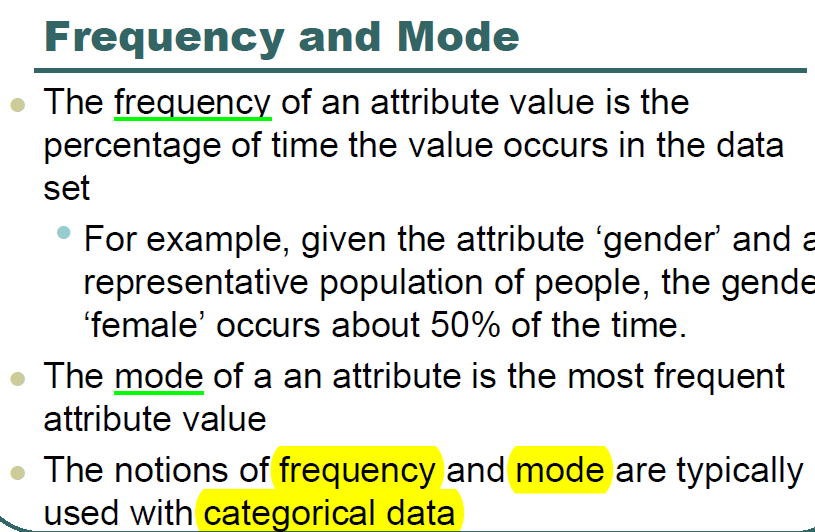 Frequency and Mode
The frequency of an attribute value is the
percentage of time the value occurs in the data
set
For example, given the attribute ‘gender’ and a
representative population of people, the gende
‘female’ occurs about 50% of the time.
The mode of a an attribute is the most frequent
attribute value
The notions of frequency and mode are typically
used with categorical data